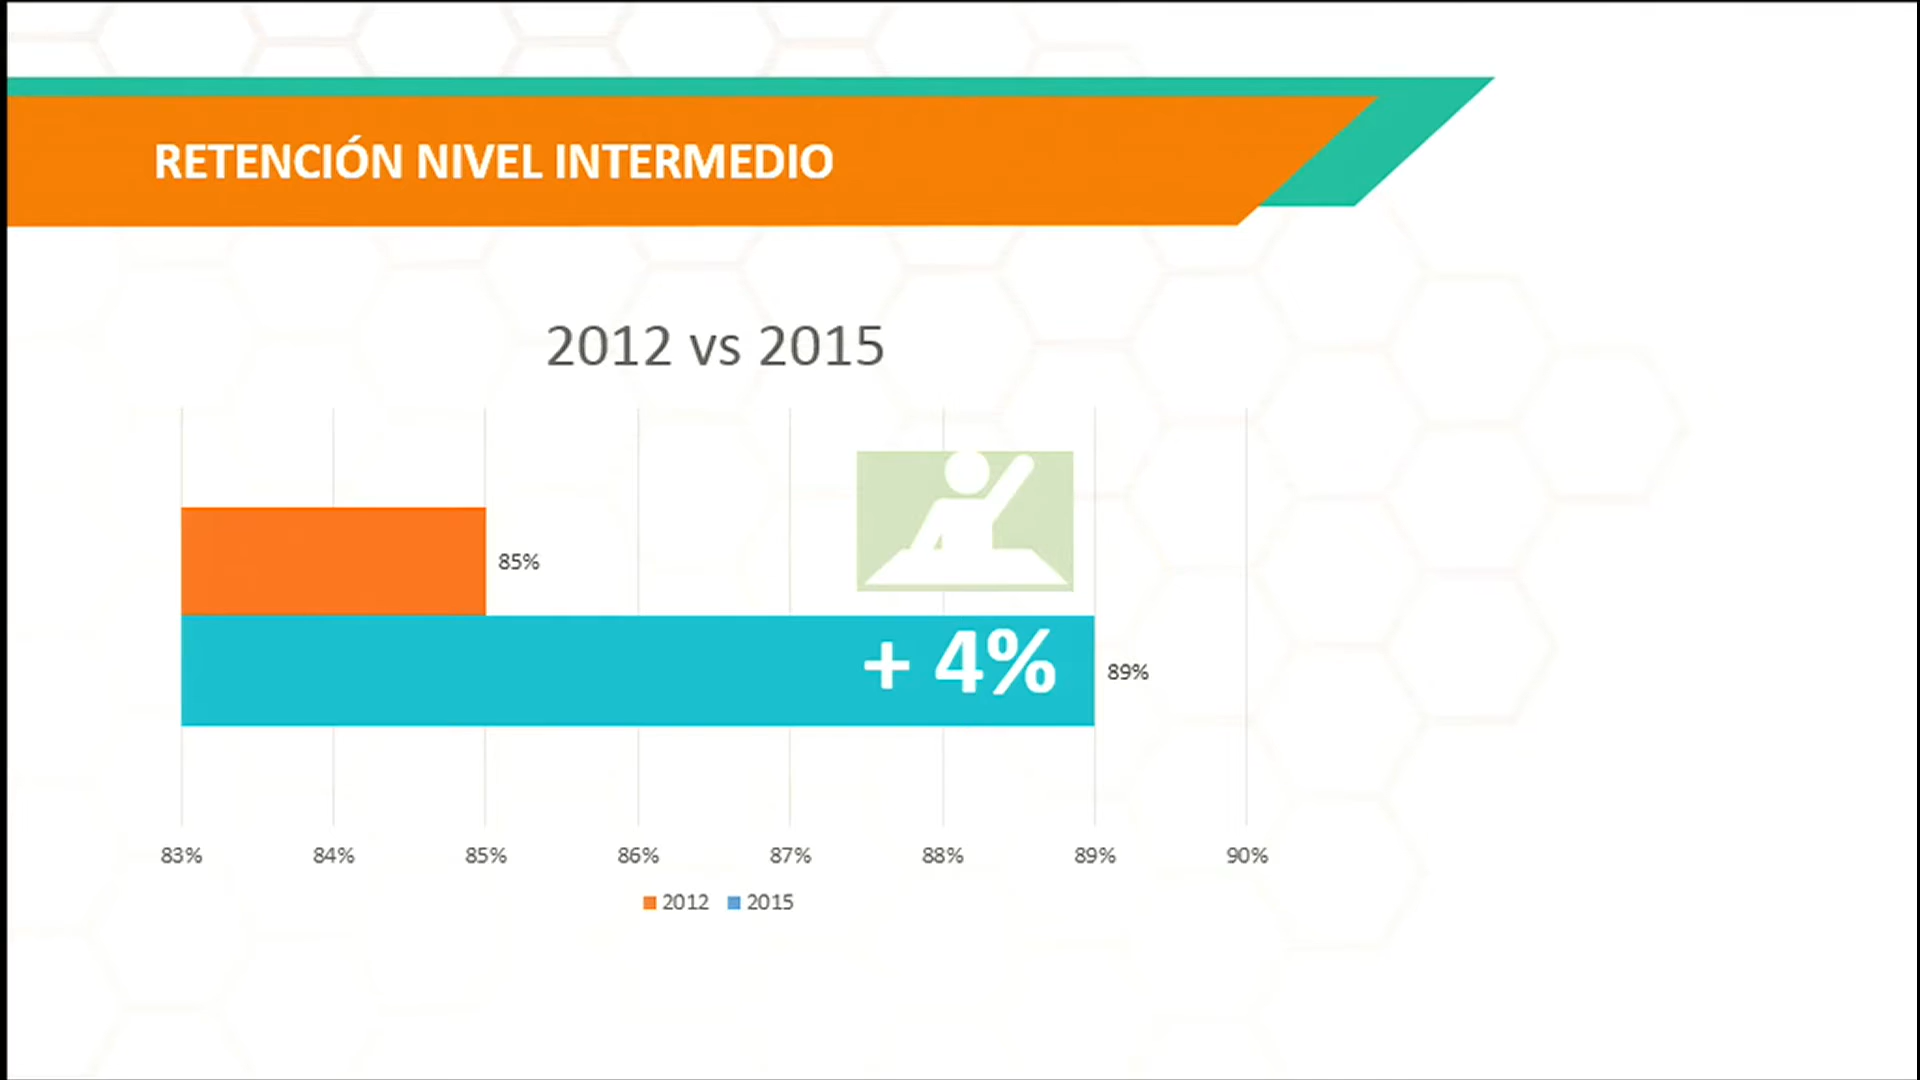 RETENCIÓN NIVEL INTERMEDIO
2012 vs 2015
85%
+ 4%
89%
83% 84% 85% 86% 87% 88% 89% 90%
2012 2015